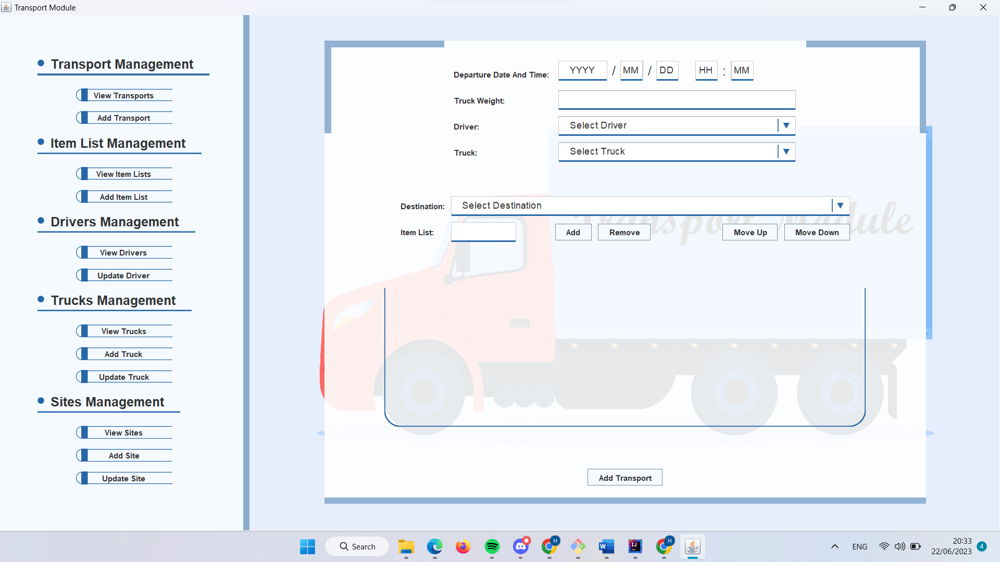 Transport Module
Transport Management
View Transports
Add Transport
Item List Management
View Item Lists
Add Item List
Drivers Management
View Drivers
Update Driver
Trucks Management
View Trucks
Add Truck
Update Truck
Sites Management
View Sites
Add Site
Update Site
Departure Date And Time: YYYY / MM / DD HH : MM
Truck Weight:
Driver: Select Driver
Truck: Select Truck
Transport Module
Destination: Select Destination
Item List: Add Remove Move Up Move Down
Add Transport
Search
ENG
20:33
22/06/2023
4